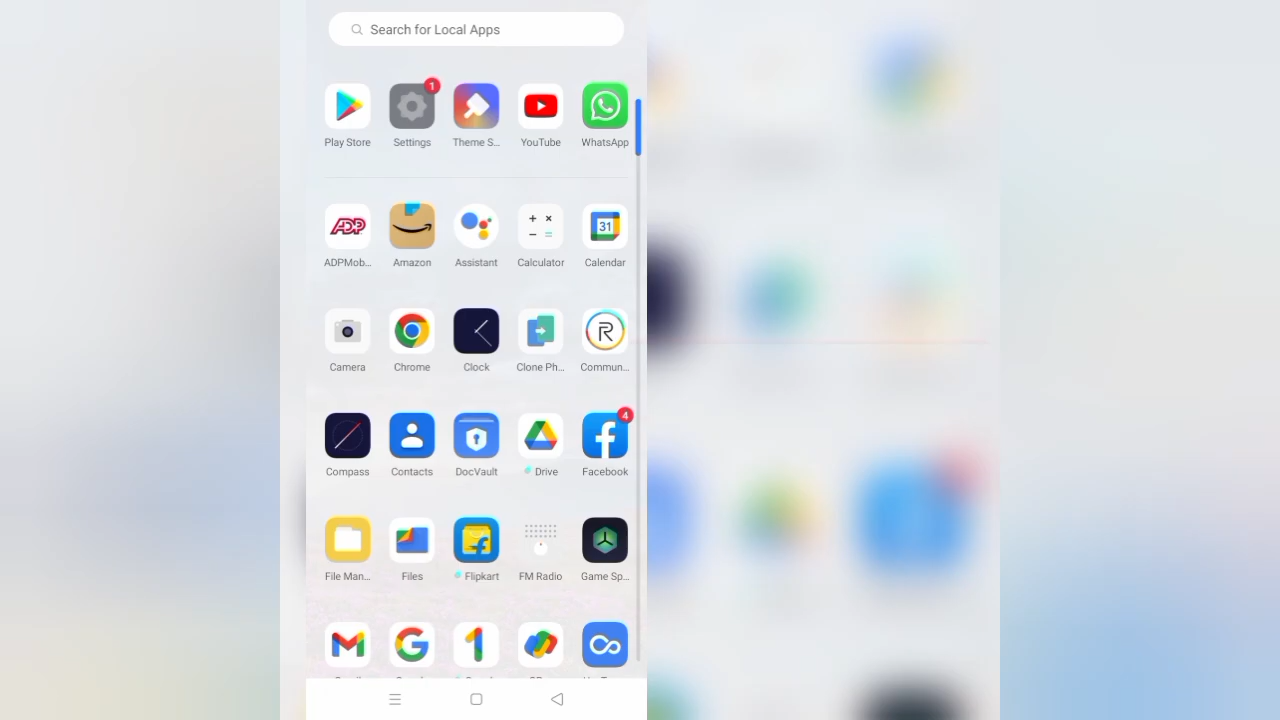 Search for Local Apps
1
Play Store Settings Theme S... YouTube WhatsApp
ADP + × − = 31
ADPMob... Amazon Assistant Calculator Calendar
R
Camera Chrome Clock Clone Ph... Commun...
4
Compass Contacts DocVault Drive Facebook
File Man... Files Flipkart FM Radio Game Sp...